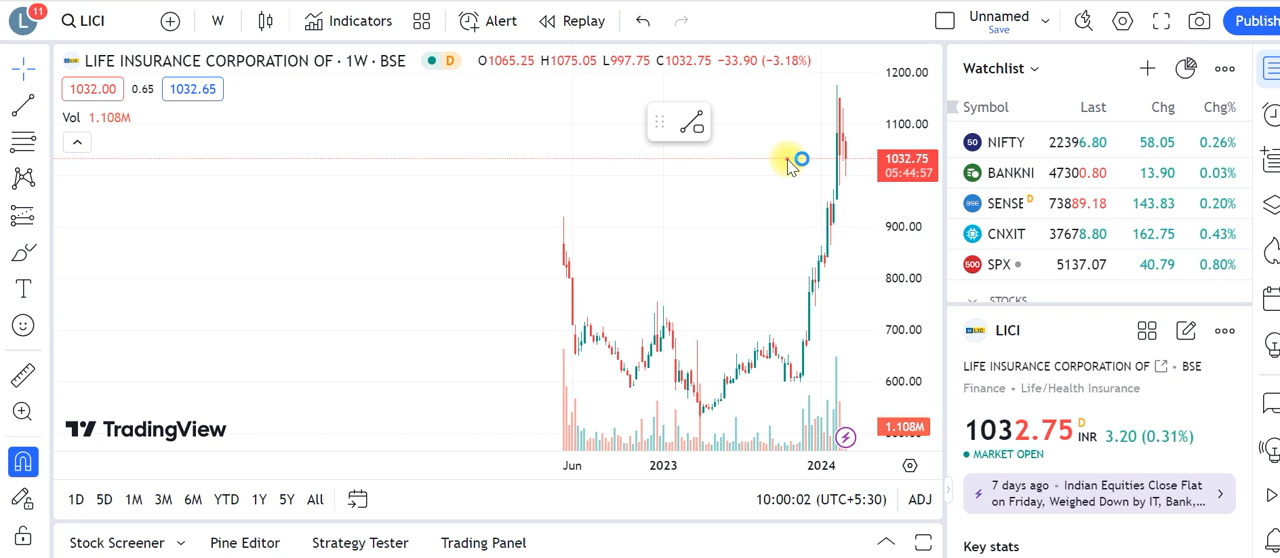 L 11 LICI W Indicators Alert Replay Unnamed Save Publish
LIFE INSURANCE CORPORATION OF · 1W · BSE D O1065.25 H1075.05 L997.75 C1032.75 −33.90 (−3.18%)
1032.00 0.65 1032.65
Vol 1.108M
1200.00
1100.00
1032.75
05:44:57
900.00
800.00
700.00
600.00
1.108M
TradingView
Jun 2023 2024
1D 5D 1M 3M 6M YTD 1Y 5Y All 10:00:02 (UTC+5:30) ADJ
Stock Screener Pine Editor Strategy Tester Trading Panel
Watchlist
Symbol Last Chg Chg%
50 NIFTY 22396.80 58.05 0.26%
BANKNI 47300.80 13.90 0.03%
BSE SENSE D 73889.18 143.83 0.20%
CNXIT 37678.80 162.75 0.43%
500 SPX 5137.07 40.79 0.80%
STOCKS
LIC LICI
LIFE INSURANCE CORPORATION OF · BSE
Finance · Life/Health Insurance
1032.75 D INR 3.20 (0.31%)
MARKET OPEN
7 days ago · Indian Equities Close Flat
on Friday, Weighed Down by IT, Bank,...
Key stats